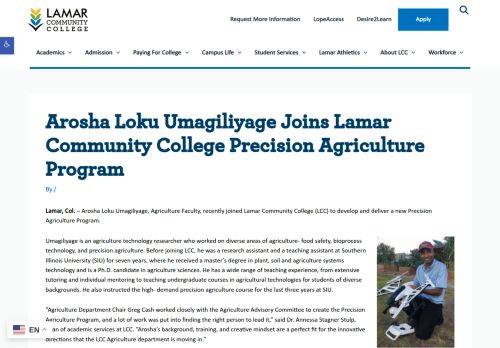 LAMAR
COMMUNITY
COLLEGE
Request More Information LopeAccess Desire2Learn Apply
Academics Admission Paying For College Campus Life Student Services Lamar Athletics About LCC Workforce
Arosha Loku Umagiliyage Joins Lamar
Community College Precision Agriculture
Program
By /
Lamar, Col. – Arosha Loku Umagiliyage, Agriculture Faculty, recently joined Lamar Community College (LCC) to develop and deliver a new Precision
Agriculture Program.
Umagiliyage is an agriculture technology researcher who worked on diverse areas of agriculture- food safety, bioprocess
technology, and precision agriculture. Before joining LCC, he was a research assistant and a teaching assistant at Southern
Illinois University (SIU) for seven years, where he received a master's degree in plant, soil and agriculture systems
technology and is a Ph.D. candidate in agriculture sciences. He has a wide range of teaching experience, from extensive
tutoring and individual mentoring to teaching undergraduate courses in agricultural technologies for students of diverse
backgrounds. He also instructed the high- demand precision agriculture course for the last three years at SIU.
"Agriculture Department Chair Greg Cash worked closely with the Agriculture Advisory Committee to create the Precision
Agriculture Program, and a lot of work was put into finding the right person to lead it," said Dr. Annessa Stagner Stulp,
an of academic services at LCC. "Arosha's background, training, and creative mindset are a perfect fit for the innovative
directions that the LCC Agriculture department is moving in."
EN